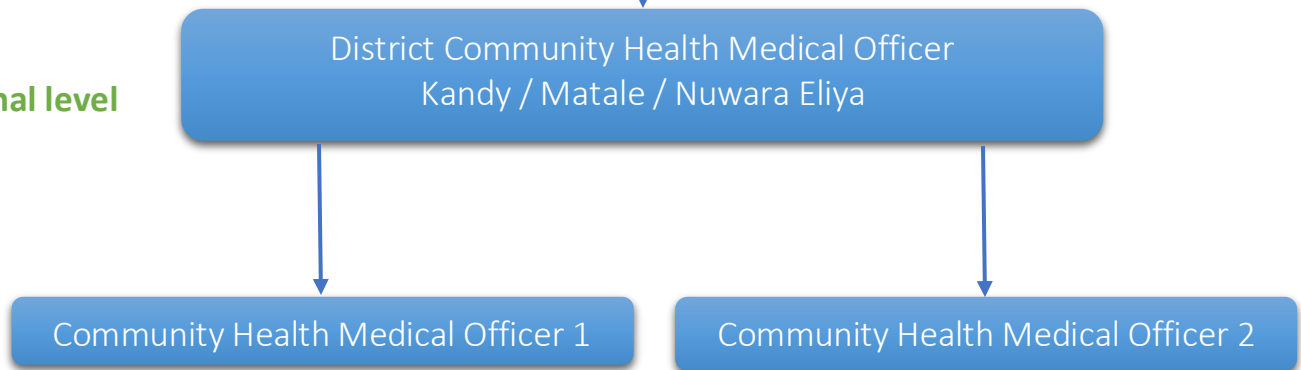 District Community Health Medical Officer
Kandy / Matale / Nuwara Eliya
level
Community Health Medical Officer 1
Community Health Medical Officer 2